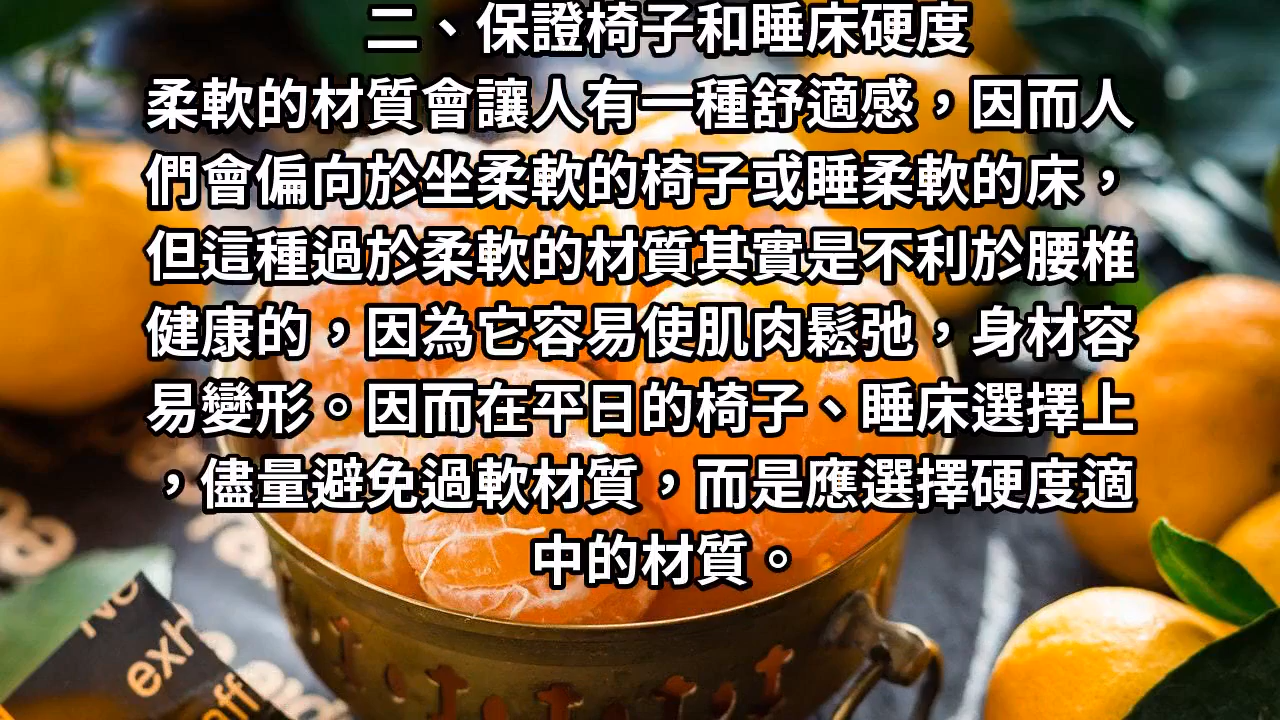 二、保證椅子和睡床硬度
柔軟的材質會讓人有一種舒適感，因而人
們會偏向於坐柔軟的椅子或睡柔軟的床，
但這種過於柔軟的材質其實是不利於腰椎
健康的，因為它容易使肌肉鬆弛，身材容
易變形。因而在平日的椅子、睡床選擇上
，儘量避免過軟材質，而是應選擇硬度適
中的材質。
exh